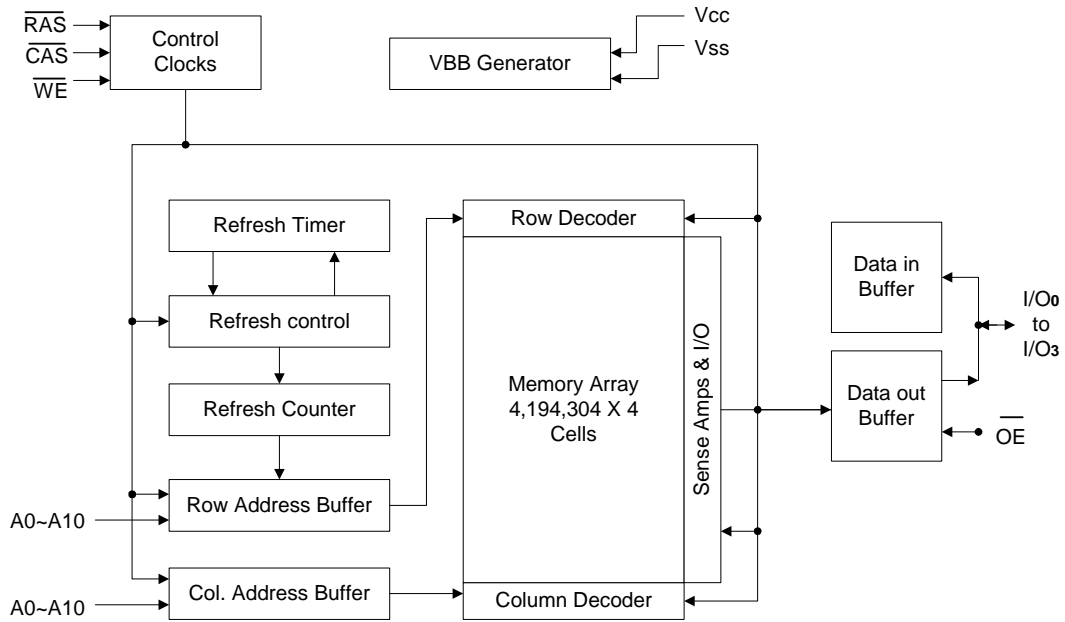 RAS
CAS
WE
Control
Clocks
VBB Generator
Vcc
Vss
Refresh Timer
Refresh control
Refresh Counter
Row Address Buffer
Col. Address Buffer
A0~A10
A0~A10
Row Decoder
Memory Array
4,194,304 X 4
Cells
Sense Amps & I/O
Column Decoder
Data in
Buffer
Data out
Buffer
I/O0
to
I/O3
OE